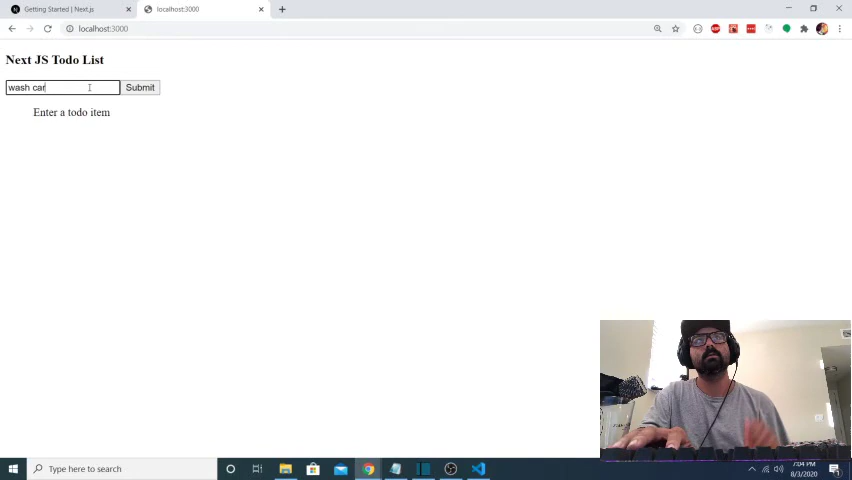 Getting Started | Next.js
localhost:3000
localhost:3000
Next JS Todo List
wash car
Submit
Enter a todo item
Type here to search
7:04 PM
8/3/2020